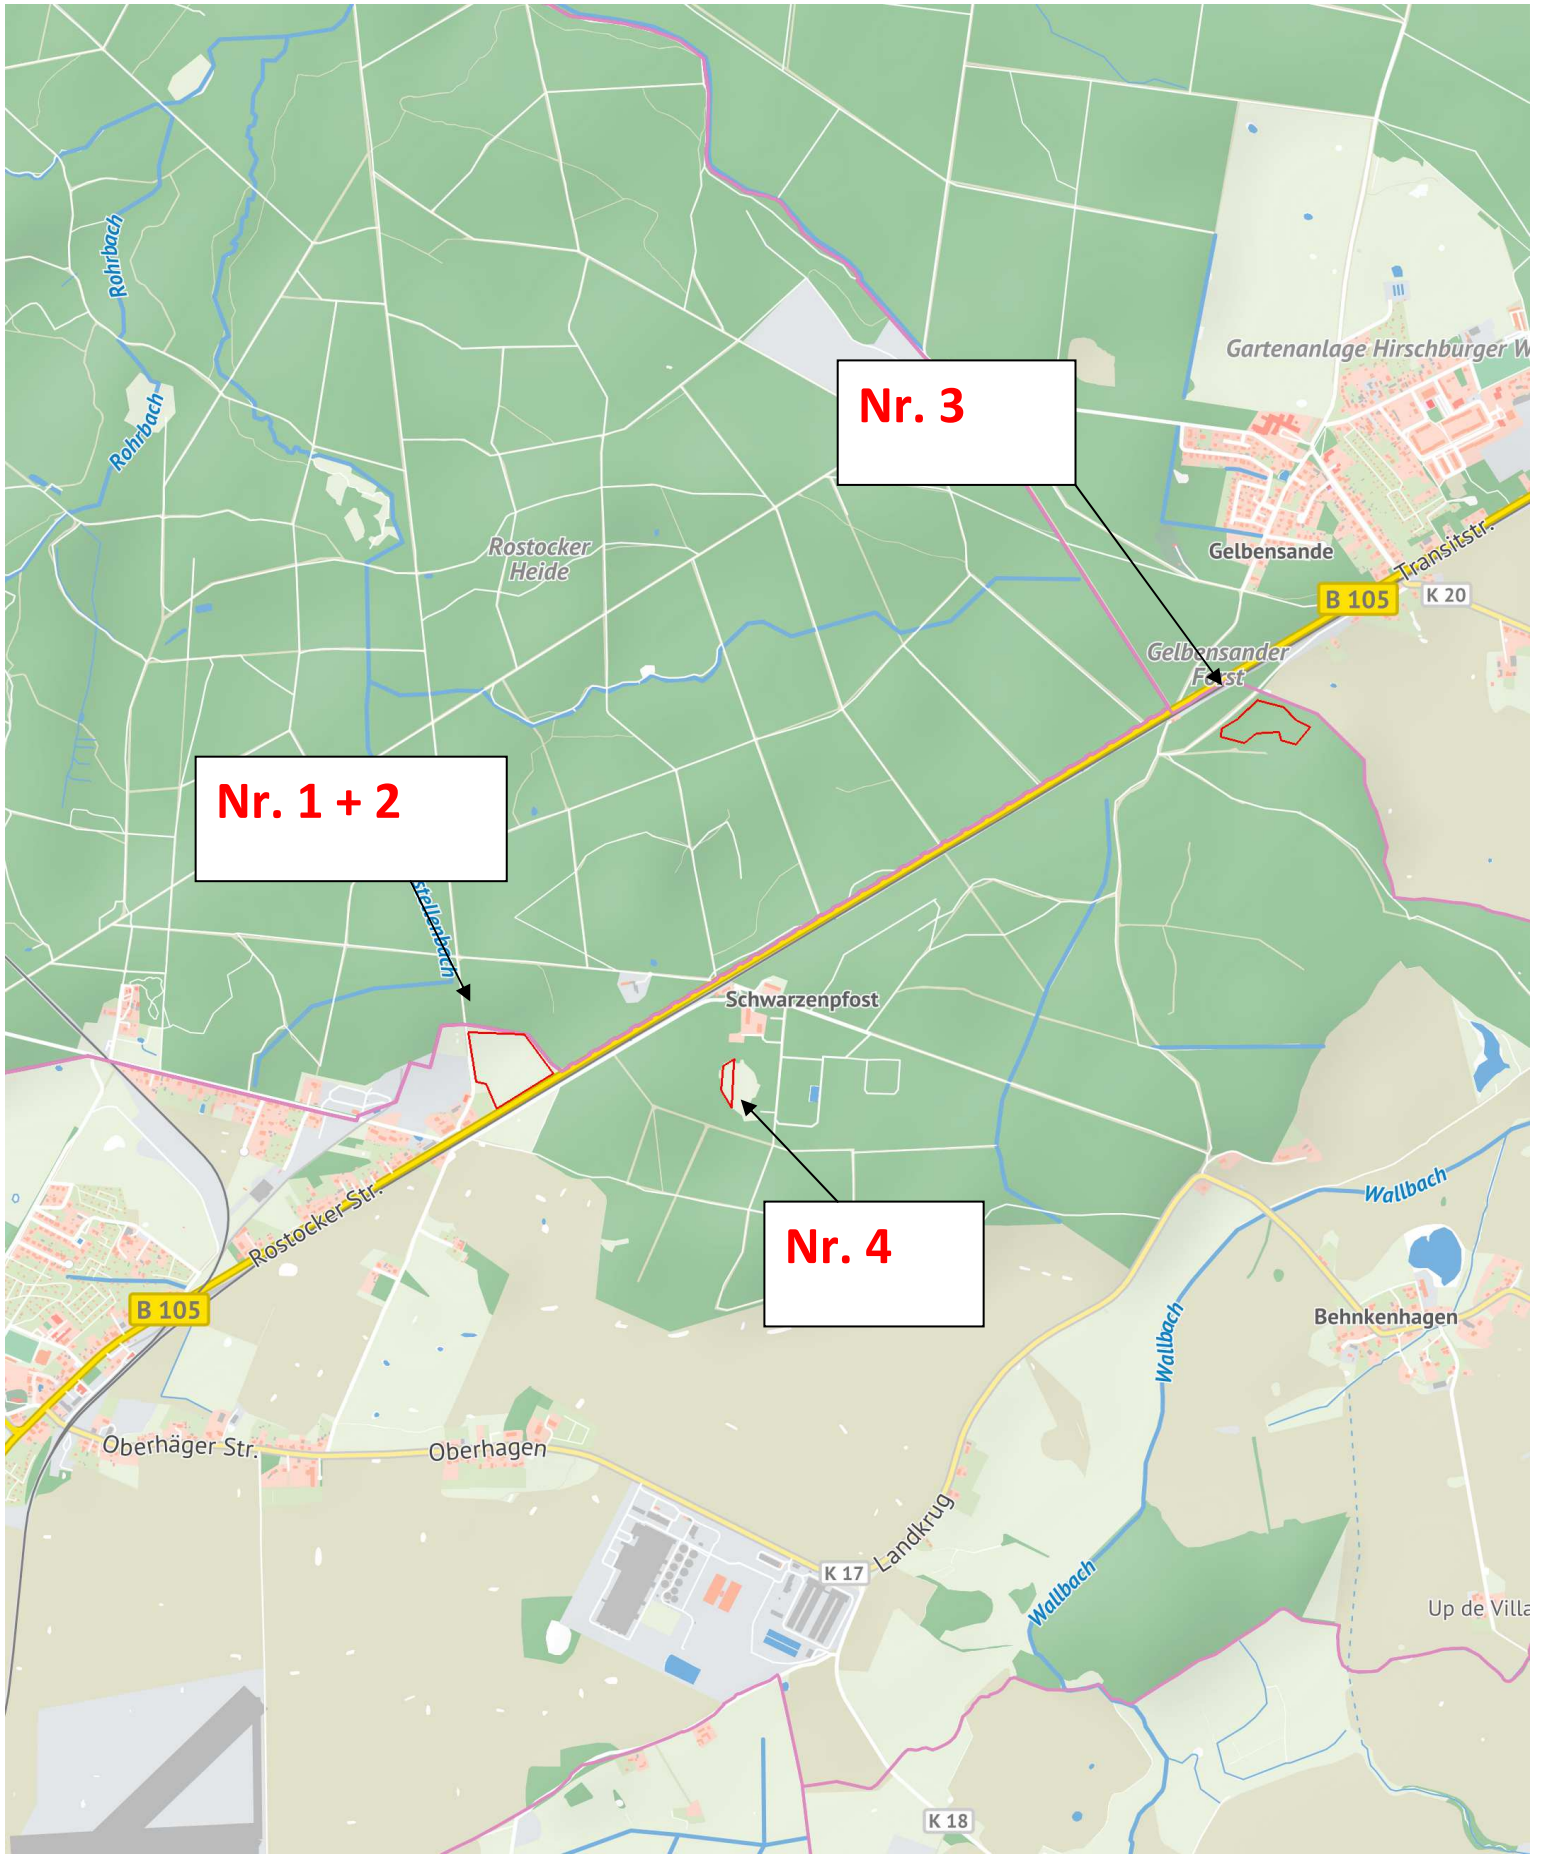 Rohrbach
Rohrbach
Gartenanlage Hirschburger W
Nr. 3
Rostocker
Heide
Gelbensande
Transitstr.
B 105
K 20
Gelbensander
Forst
Nr. 1 + 2
stellenbach
Schwarzenpfost
Wallbach
Nr. 4
Rostocker Str.
B 105
Wallbach
Behnkenhagen
Oberhäger Str.
Oberhagen
Landkrug
K 17
Wallbach
Up de Villa
K 18